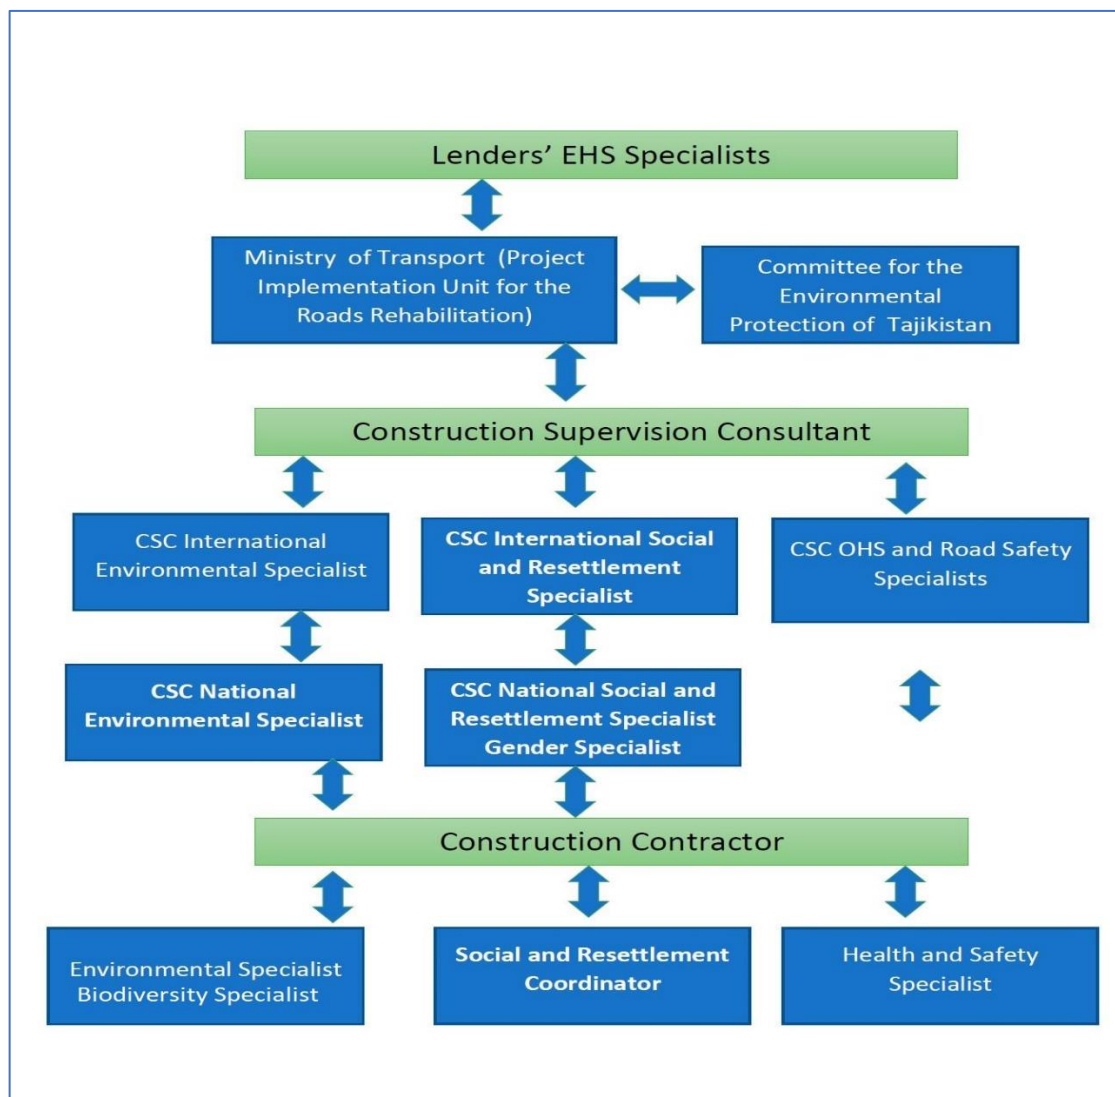 Lenders’ EHS Specialists
Ministry of Transport (Project
Implementation Unit for the
Roads Rehabilitation)
Committee for the
Environmental
Protection of Tajikistan
Construction Supervision Consultant
CSC International
Environmental Specialist
CSC International Social
and Resettlement
Specialist
CSC OHS and Road Safety
Specialists
CSC National
Environmental Specialist
CSC National Social and
Resettlement Specialist
Gender Specialist
Construction Contractor
Environmental Specialist
Biodiversity Specialist
Social and Resettlement
Coordinator
Health and Safety
Specialist